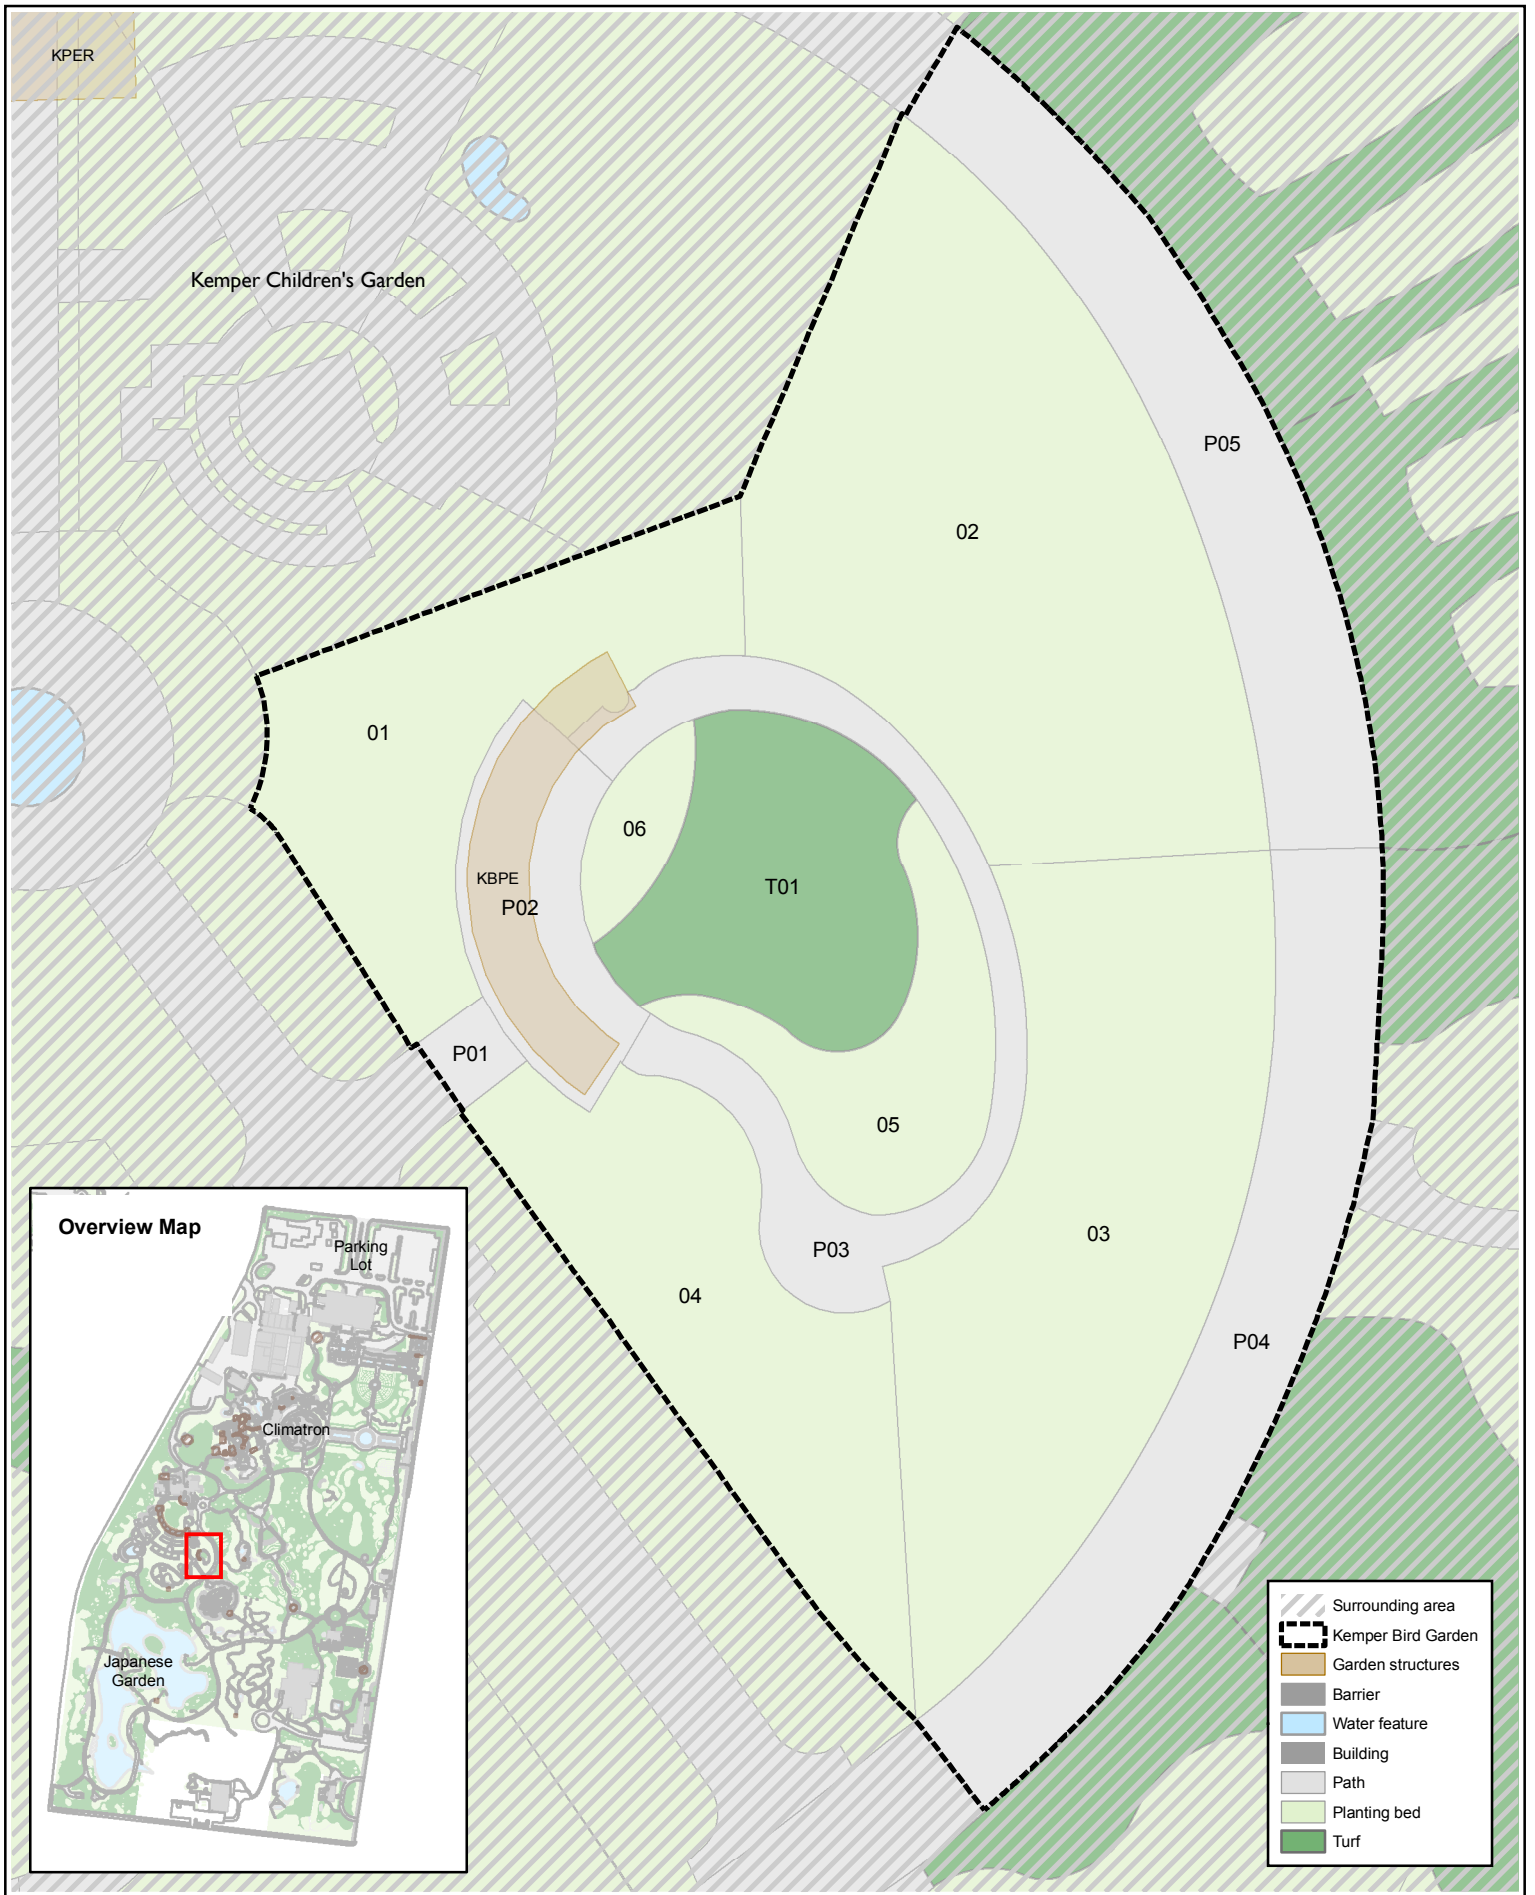 KPER
Kemper Children's Garden
P05
02
01
06
KBPE
P02
T01
P01
05
03
P03
04
P04
Overview Map
Parking
Lot
Climatron
Japanese
Garden
Surrounding area
Kemper Bird Garden
Garden structures
Barrier
Water feature
Building
Path
Planting bed
Turf